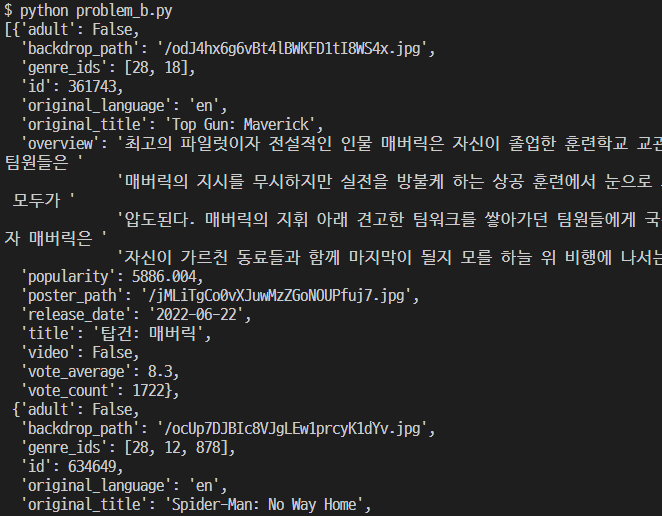 $ python problem_b.py
[{'adult': False,
'backdrop_path': '/odJ4hx6g6vBt4lBWKFD1tI8WS4x.jpg',
'genre_ids': [28, 18],
'id': 361743,
'original_language': 'en',
'original_title': 'Top Gun: Maverick',
'overview': '최고의 파일럿이자 전설적인 인물 매버릭은 자신이 졸업한 훈련학교 교관
팀원들은 '
'매버릭의 지시를 무시하지만 실전을 방불케 하는 상공 훈련에서 눈으로
모두가 '
'압도된다. 매버릭의 지휘 아래 견고한 팀워크를 쌓아가던 팀원들에게 국
자 매버릭은 '
'자신이 가르친 동료들과 함께 마지막이 될지 모를 하늘 위 비행에 나서는
'popularity': 5886.004,
'poster_path': '/jMLiTgCo0vXJuwMzZGoNOUPfuj7.jpg',
'release_date': '2022-06-22',
'title': '탑건: 매버릭',
'video': False,
'vote_average': 8.3,
'vote_count': 1722},
{'adult': False,
'backdrop_path': '/ocUp7DJBIc8VJgLEw1prcyK1dYv.jpg',
'genre_ids': [28, 12, 878],
'id': 634649,
'original_language': 'en',
'original_title': 'Spider-Man: No Way Home',